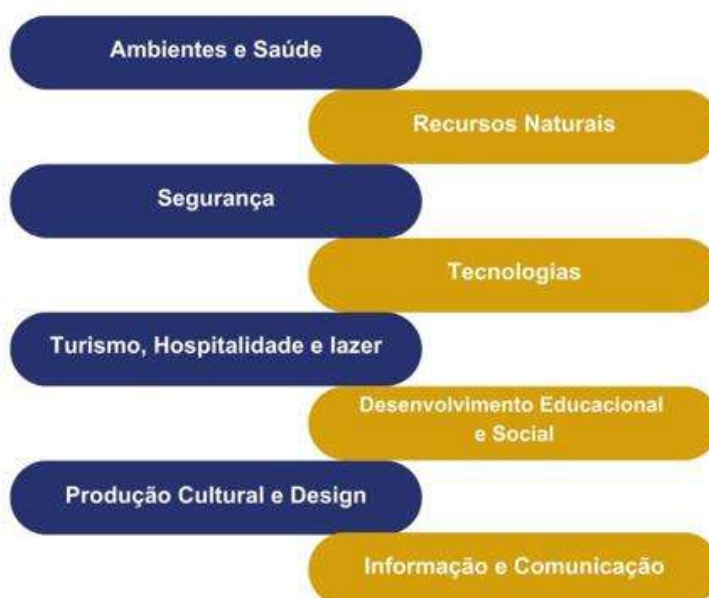 Ambientes e Saúde
Recursos Naturais
Segurança
Tecnologias
Turismo, Hospitalidade e lazer
Desenvolvimento Educacional
e Social
Produção Cultural e Design
Informação e Comunicação